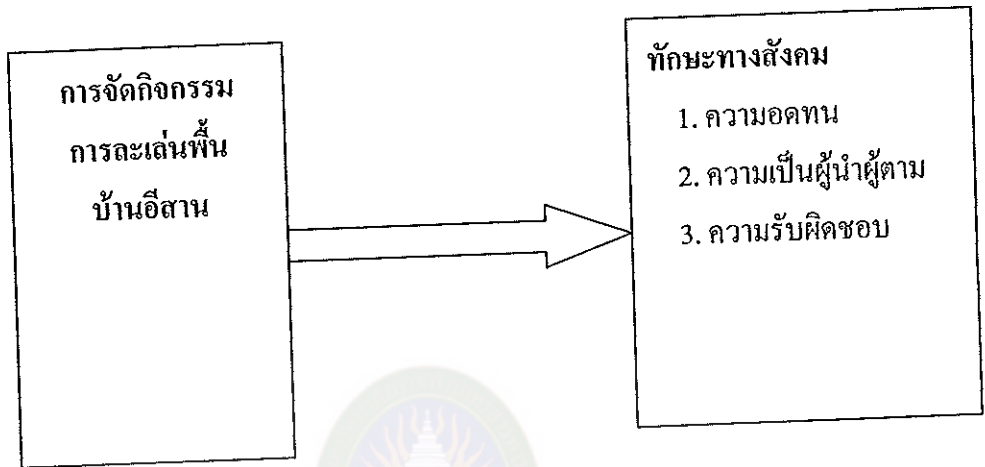 การจัดกิจกรรม
การละเล่นพื้น
บ้านอีสาน
ทักษะทางสังคม
1. ความอดทน
2. ความเป็นผู้นำผู้ตาม
3. ความรับผิดชอบ